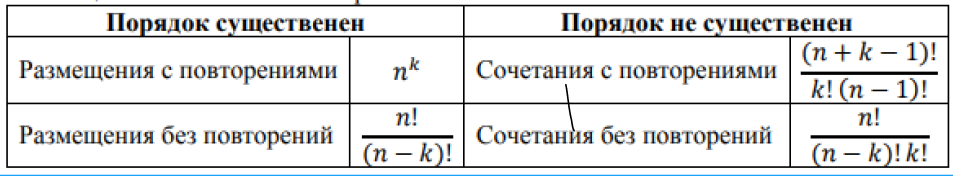 Порядок существенен Порядок не существенен
Размещения с повторениями n^k Сочетания с повторениями (n + k − 1)! / k! (n − 1)!
Размещения без повторений n! / (n − k)! Сочетания без повторений n! / (n − k)! k!